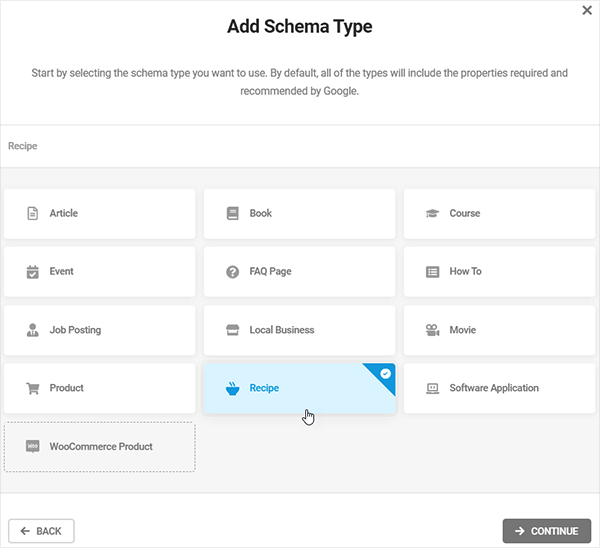 Add Schema Type
Start by selecting the schema type you want to use. By default, all of the types will include the properties required and
recommended by Google.
Recipe
Article
Book
Course
Event
FAQ Page
How To
Job Posting
Local Business
Movie
Product
Recipe
Software Application
Woo
WooCommerce Product
BACK
CONTINUE